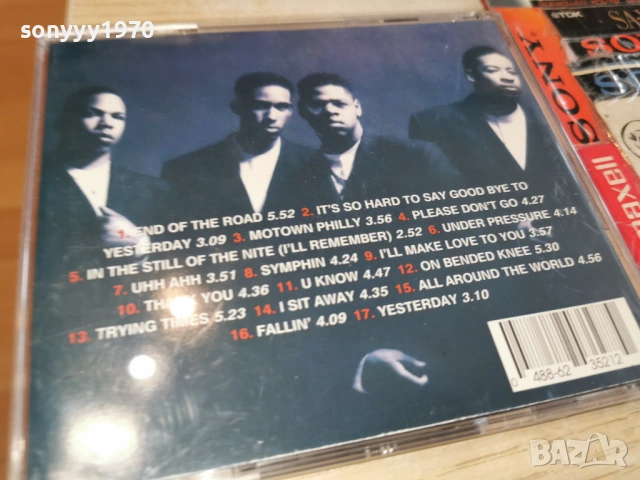 sonyyy1970
1. END OF THE ROAD 5.52 2. IT'S SO HARD TO SAY GOOD BYE TO
YESTERDAY 3.09 3. MOTOWN PHILLY 3.56 4. PLEASE DON'T GO 4.27
5. IN THE STILL OF THE NITE (I'LL REMEMBER) 2.52 6. UNDER PRESSURE 4.14
7. UHH AHH 3.51 8. SYMPHIN 4.24 9. I'LL MAKE LOVE TO YOU 3.57
10. THANK YOU 4.36 11. U KNOW 4.47 12. ON BENDED KNEE 5.30
13. TRYING TIMES 5.23 14. I SIT AWAY 4.35 15. ALL AROUND THE WORLD 4.56
16. FALLIN' 4.09 17. YESTERDAY 3.10
0 488-62 35212
SONY
TDK
maxell
BAZAR
bg